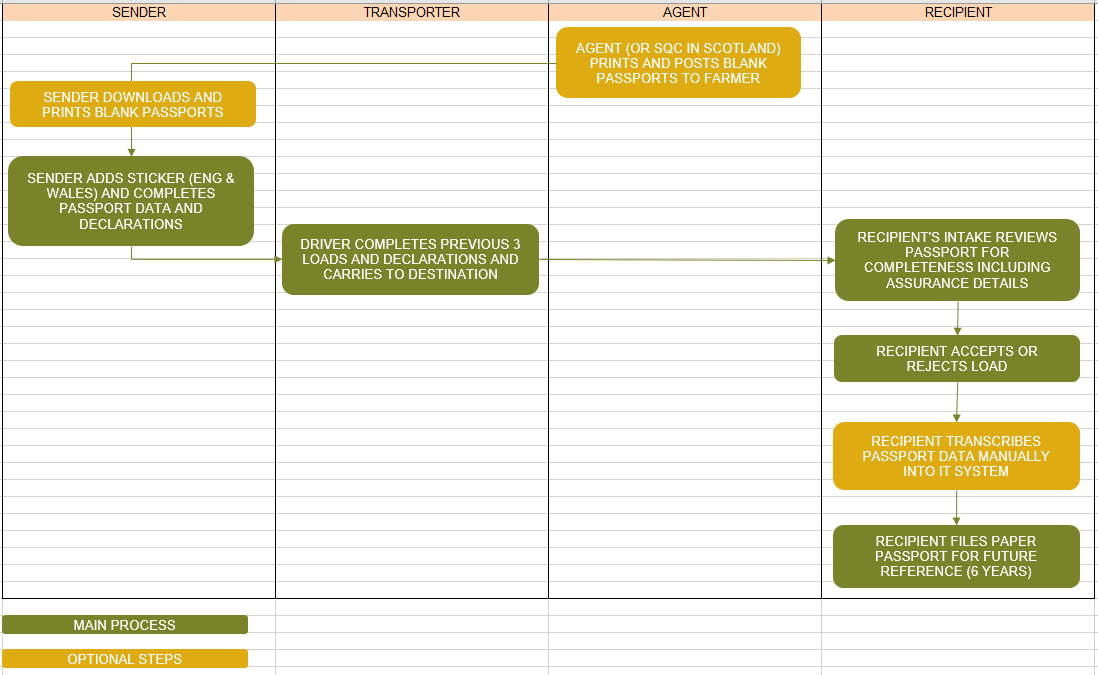 SENDER
TRANSPORTER
AGENT
RECIPIENT
AGENT (OR SQC IN SCOTLAND)
PRINTS AND POSTS BLANK
PASSPORTS TO FARMER
SENDER DOWNLOADS AND
PRINTS BLANK PASSPORTS
SENDER ADDS STICKER (ENG &
WALES) AND COMPLETES
PASSPORT DATA AND
DECLARATIONS
DRIVER COMPLETES PREVIOUS 3
LOADS AND DECLARATIONS AND
CARRIES TO DESTINATION
RECIPIENT'S INTAKE REVIEWS
PASSPORT FOR
COMPLETENESS INCLUDING
ASSURANCE DETAILS
RECIPIENT ACCEPTS OR
REJECTS LOAD
RECIPIENT TRANSCRIBES
PASSPORT DATA MANUALLY
INTO IT SYSTEM
RECIPIENT FILES PAPER
PASSPORT FOR FUTURE
REFERENCE (6 YEARS)
MAIN PROCESS
OPTIONAL STEPS